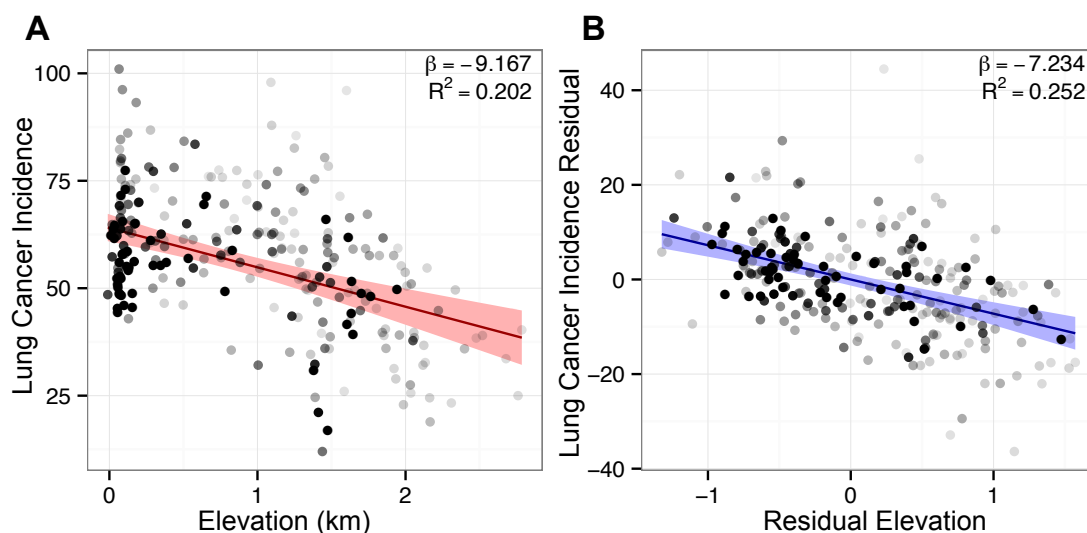 A
β = −9.167
R² = 0.202
100
75
50
25
0
1
2
Lung Cancer Incidence
Elevation (km)
B
β = −7.234
R² = 0.252
40
20
0
−20
−40
−1
0
1
Lung Cancer Incidence Residual
Residual Elevation